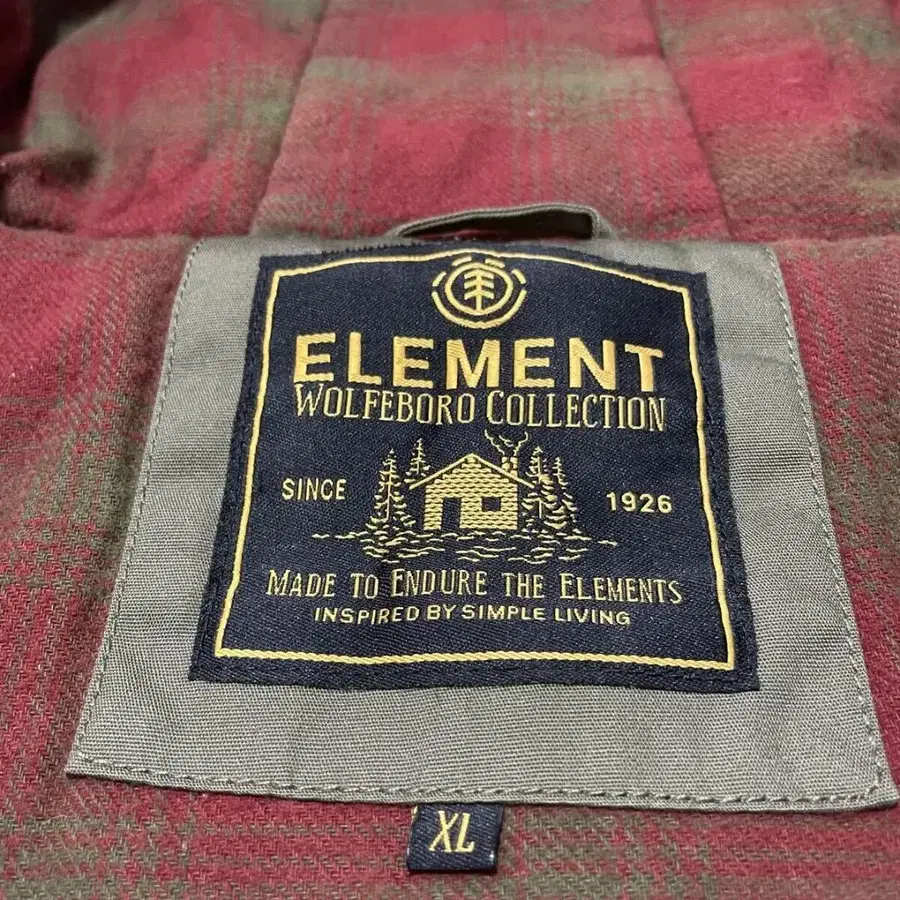 ELEMENT
WOLFEBORO COLLECTION
SINCE 1926
MADE TO ENDURE THE ELEMENTS
INSPIRED BY SIMPLE LIVING
XL